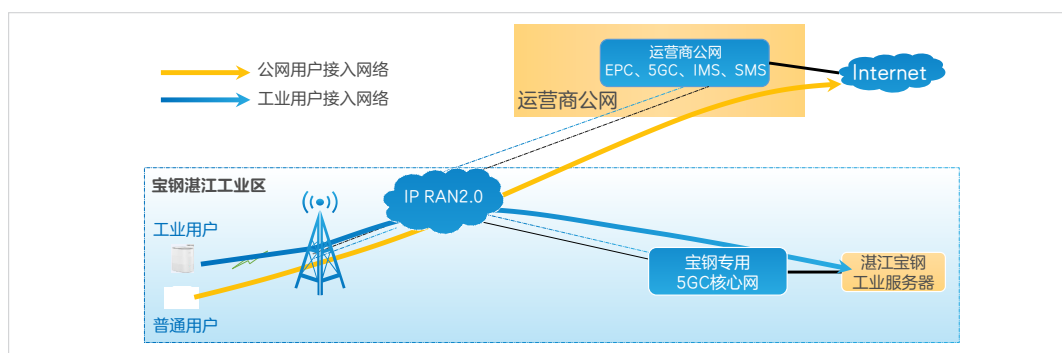 运营商公网
EPC、5GC、IMS、SMS
Internet
运营商公网
公网用户接入网络
工业用户接入网络
宝钢湛江工业区
IP RAN2.0
工业用户
普通用户
宝钢专用
5GC核心网
湛江宝钢
工业服务器